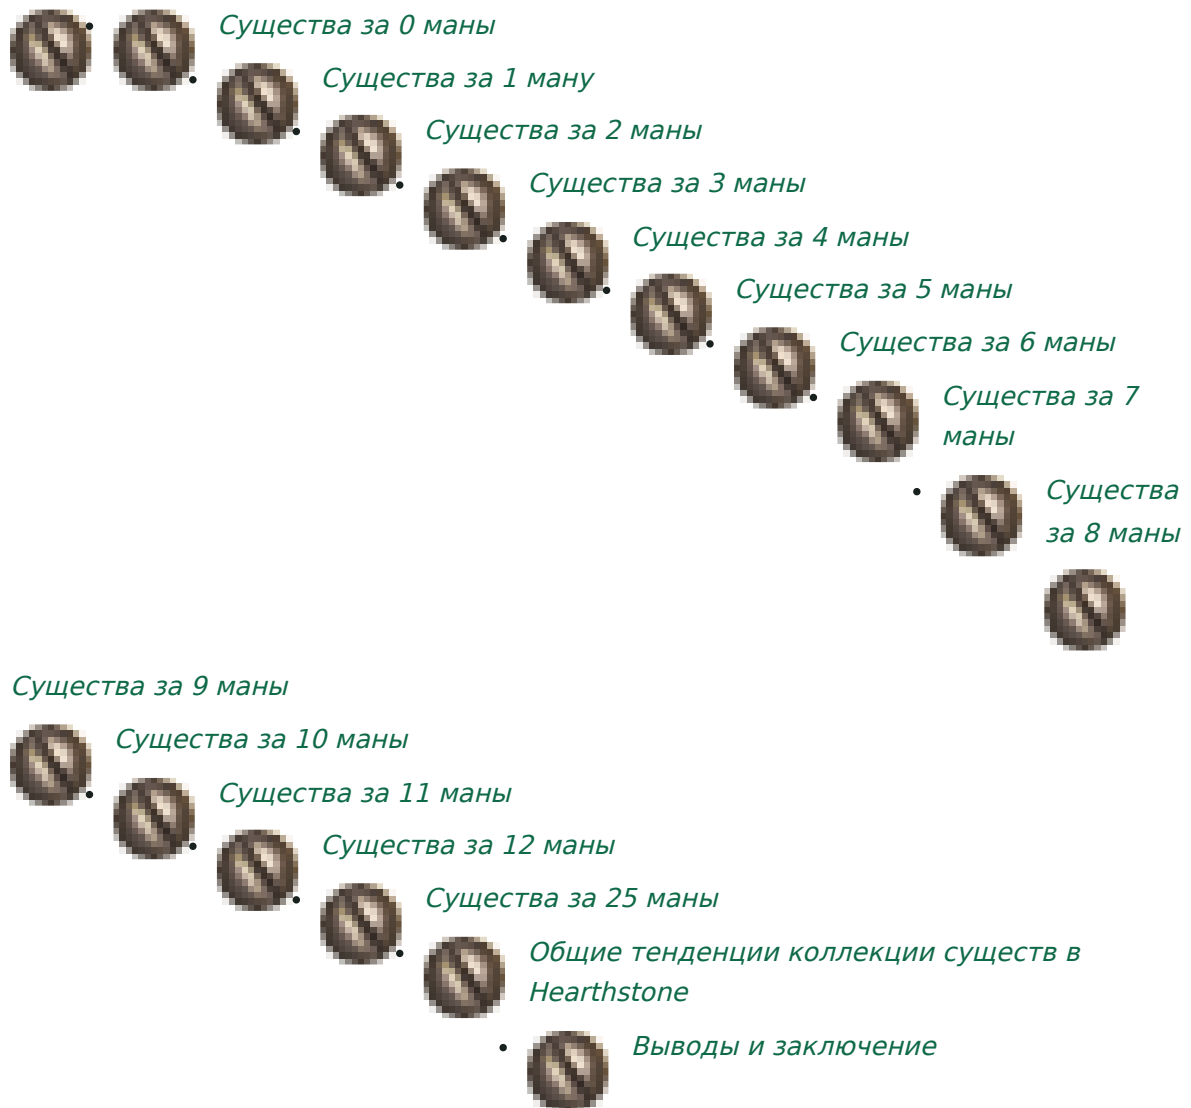 Существа за 0 маны
Существа за 1 ману
Существа за 2 маны
Существа за 3 маны
Существа за 4 маны
Существа за 5 маны
Существа за 6 маны
Существа за 7
маны
Существа
за 8 маны
Существа за 9 маны
Существа за 10 маны
Существа за 11 маны
Существа за 12 маны
Существа за 25 маны
Общие тенденции коллекции существ в
Hearthstone
Выводы и заключение